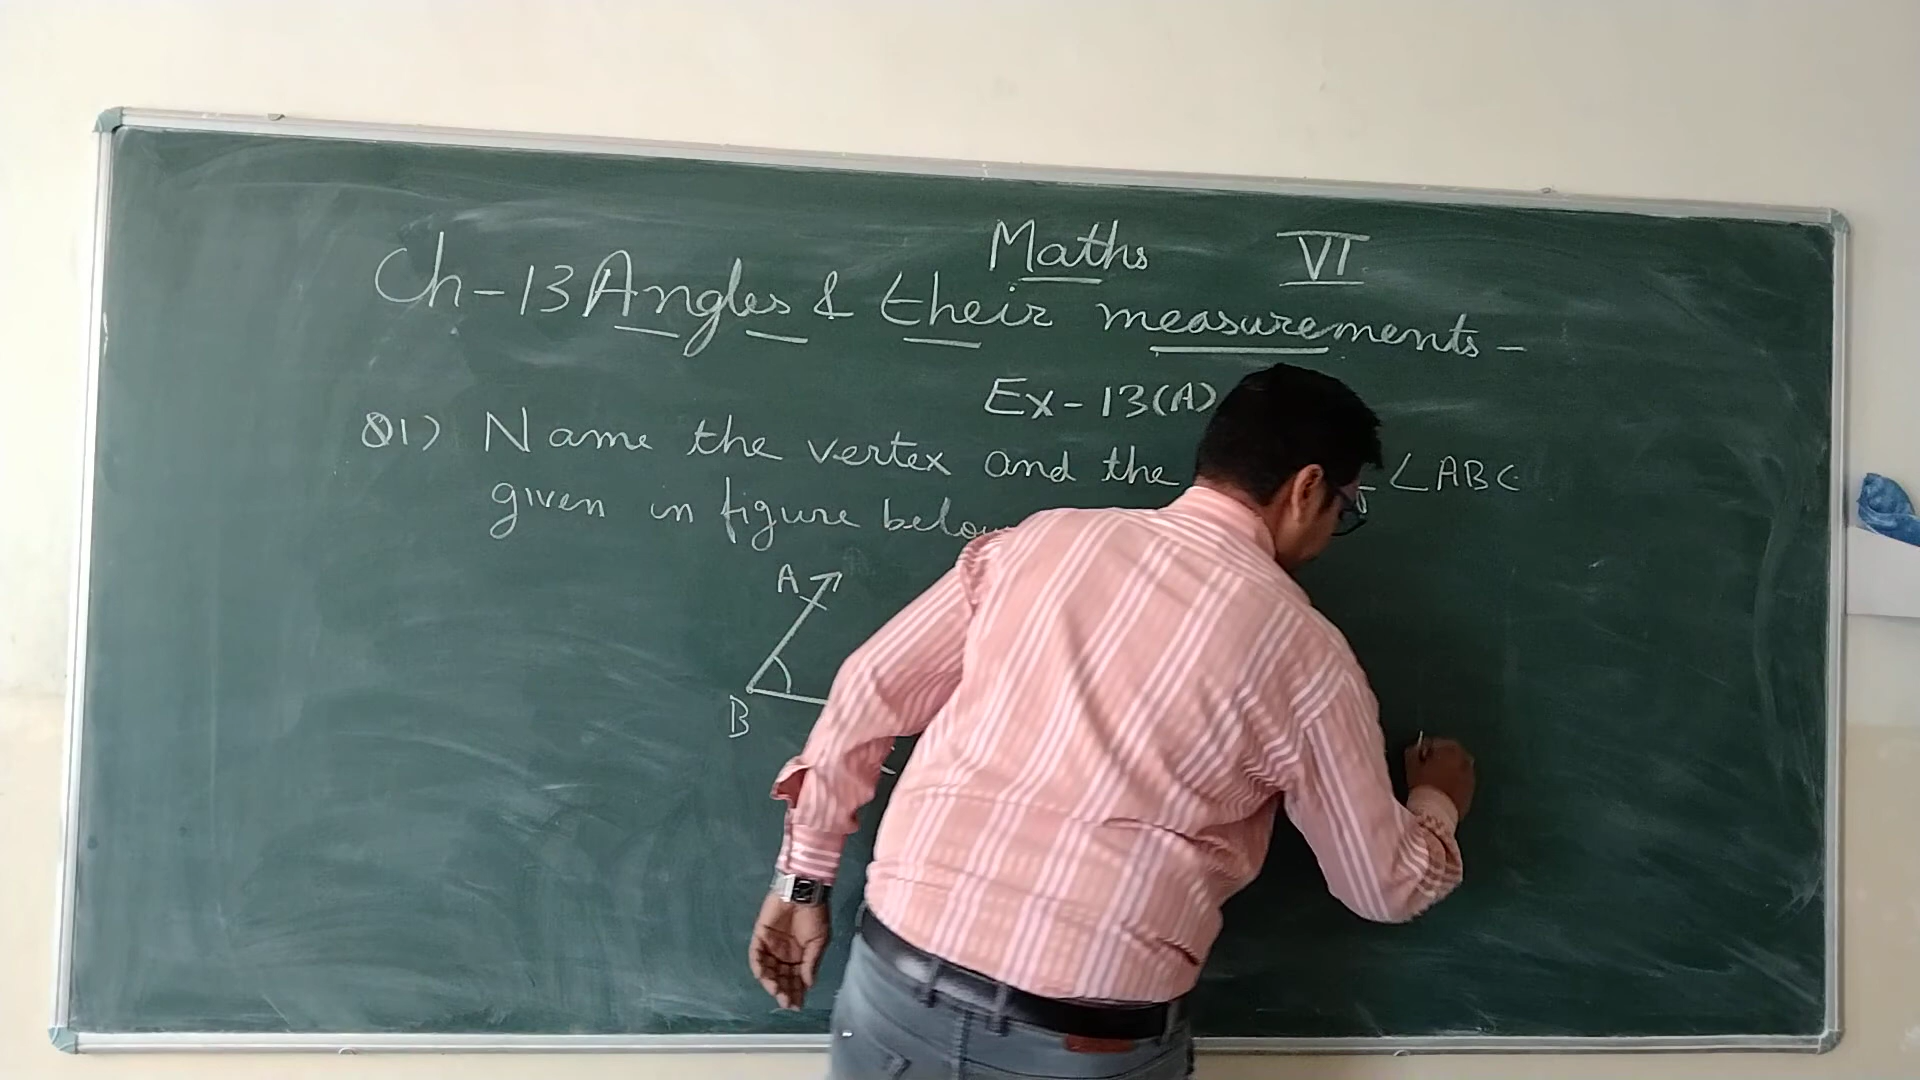 Maths VI
Ch-13 Angles & their measurements -
Ex-13(A)
Q1) Name the vertex and the ∠ABC
given in figure below
A
B